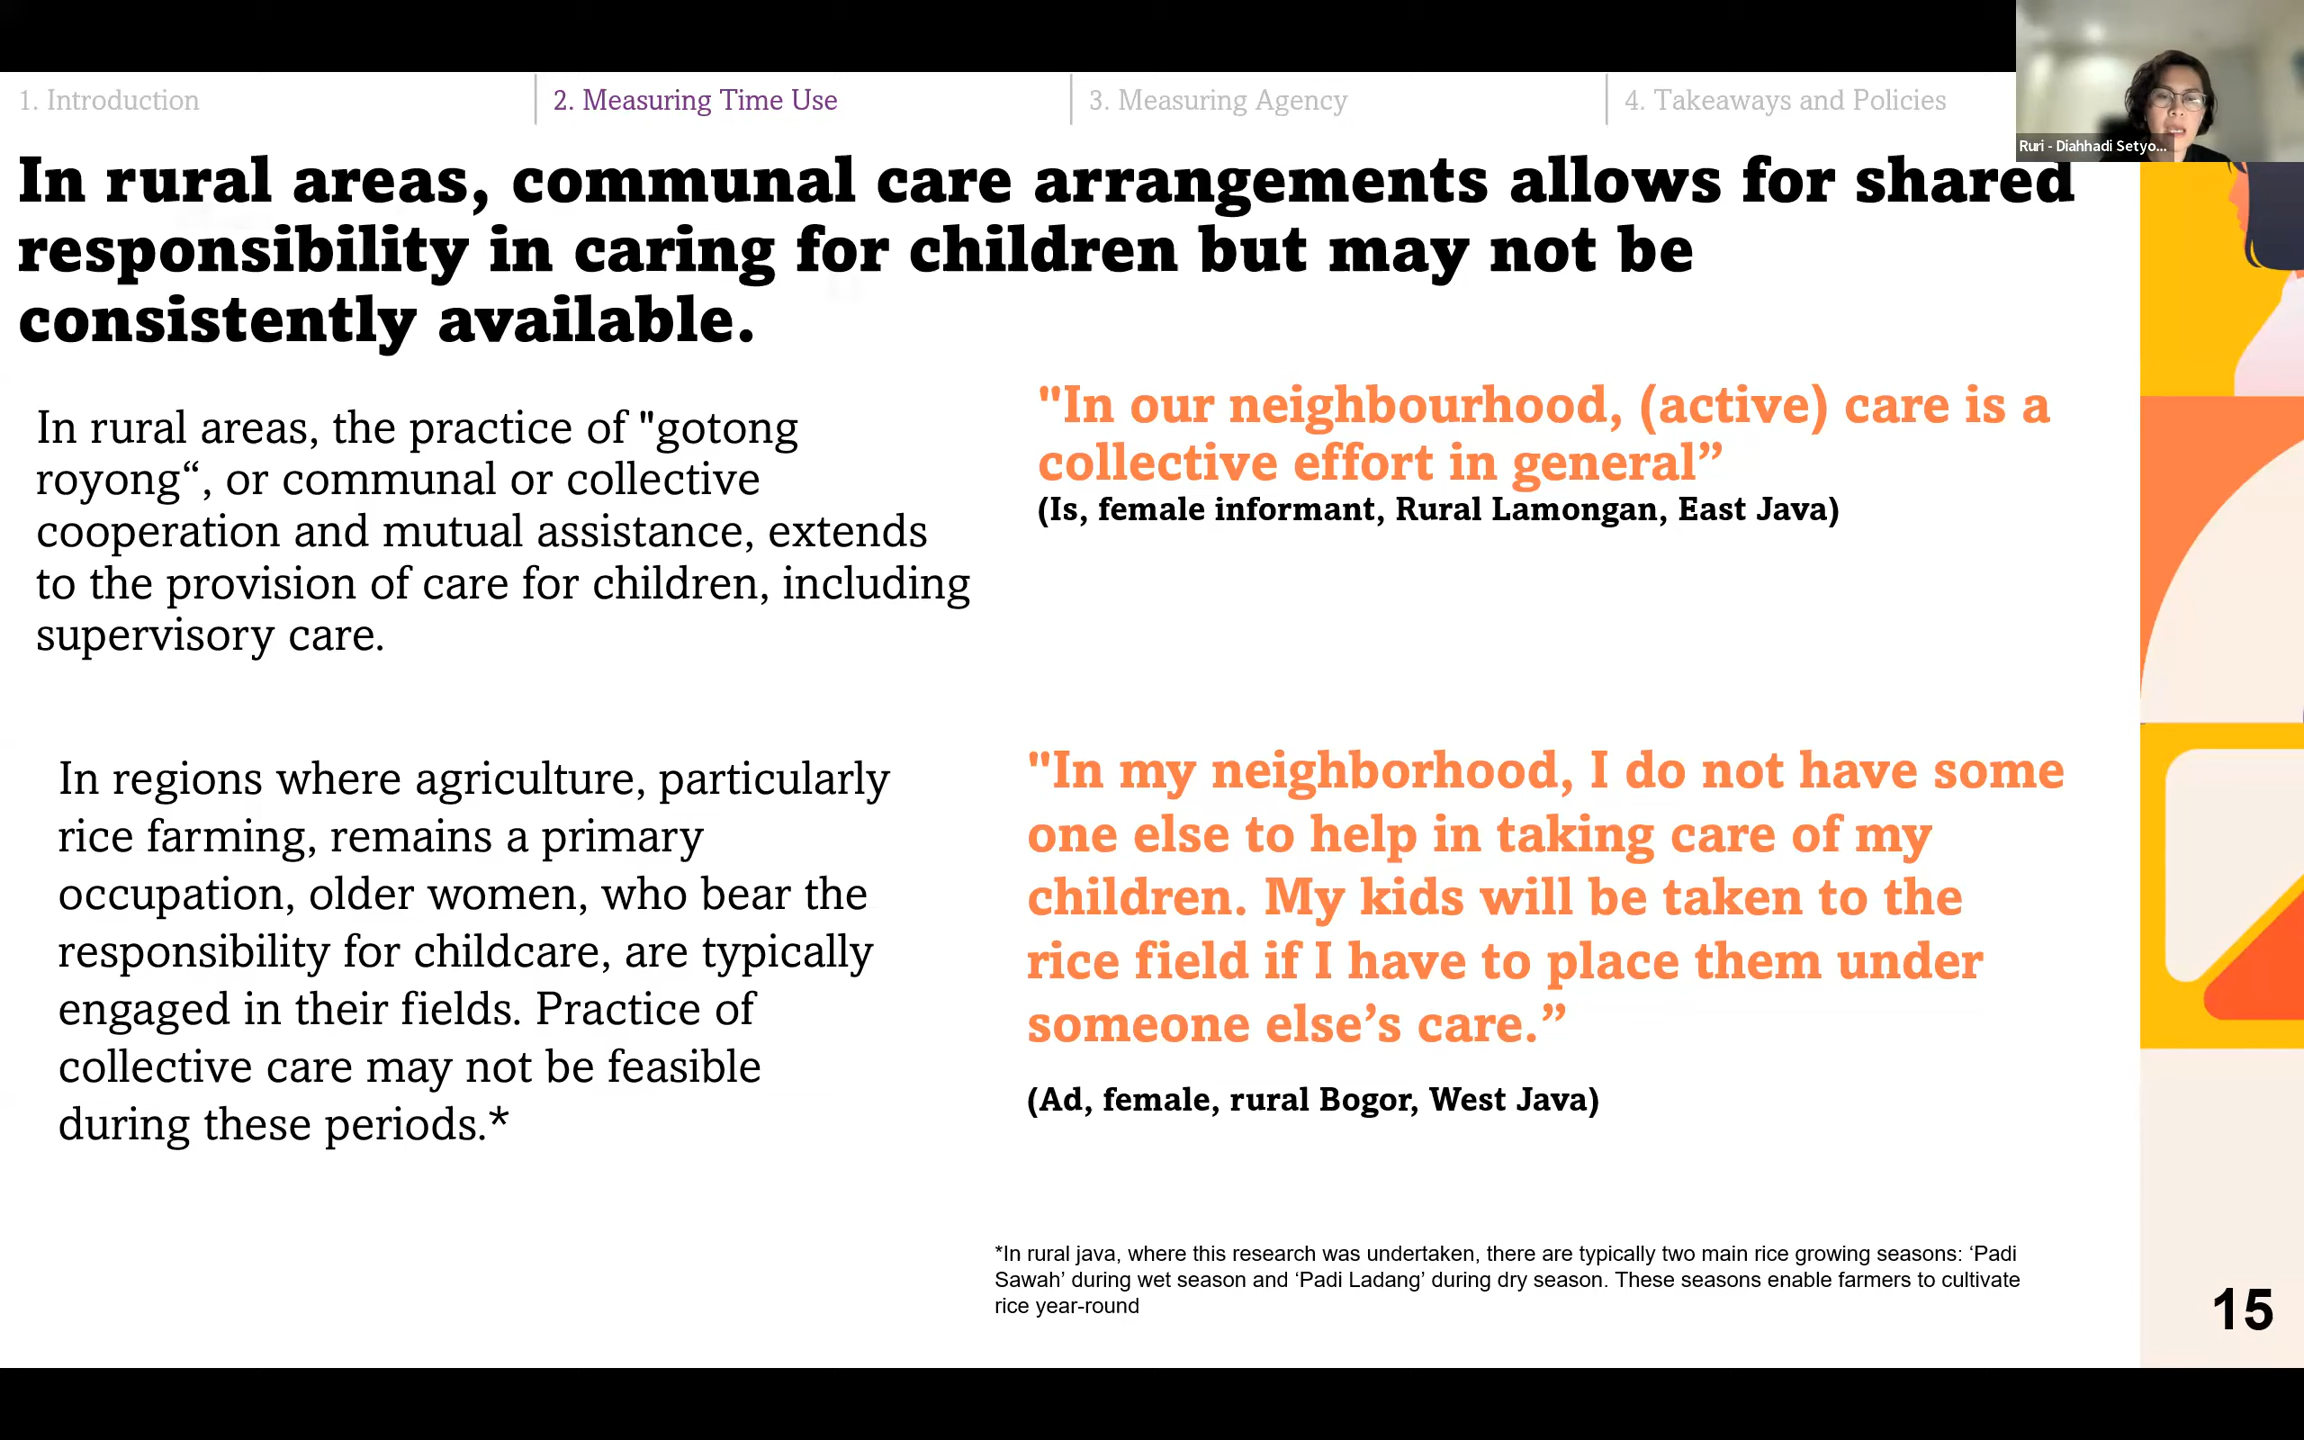 1. Introduction
2. Measuring Time Use
3. Measuring Agency
4. Takeaways and Policies
Ruri - Diahhadi Setyo...
In rural areas, communal care arrangements allows for shared
responsibility in caring for children but may not be
consistently available.
In rural areas, the practice of "gotong
royong“, or communal or collective
cooperation and mutual assistance, extends
to the provision of care for children, including
supervisory care.
"In our neighbourhood, (active) care is a
collective effort in general”
(Is, female informant, Rural Lamongan, East Java)
In regions where agriculture, particularly
rice farming, remains a primary
occupation, older women, who bear the
responsibility for childcare, are typically
engaged in their fields. Practice of
collective care may not be feasible
during these periods.*
"In my neighborhood, I do not have some
one else to help in taking care of my
children. My kids will be taken to the
rice field if I have to place them under
someone else’s care.”
(Ad, female, rural Bogor, West Java)
*In rural java, where this research was undertaken, there are typically two main rice growing seasons: ‘Padi
Sawah’ during wet season and ‘Padi Ladang’ during dry season. These seasons enable farmers to cultivate
rice year-round
15